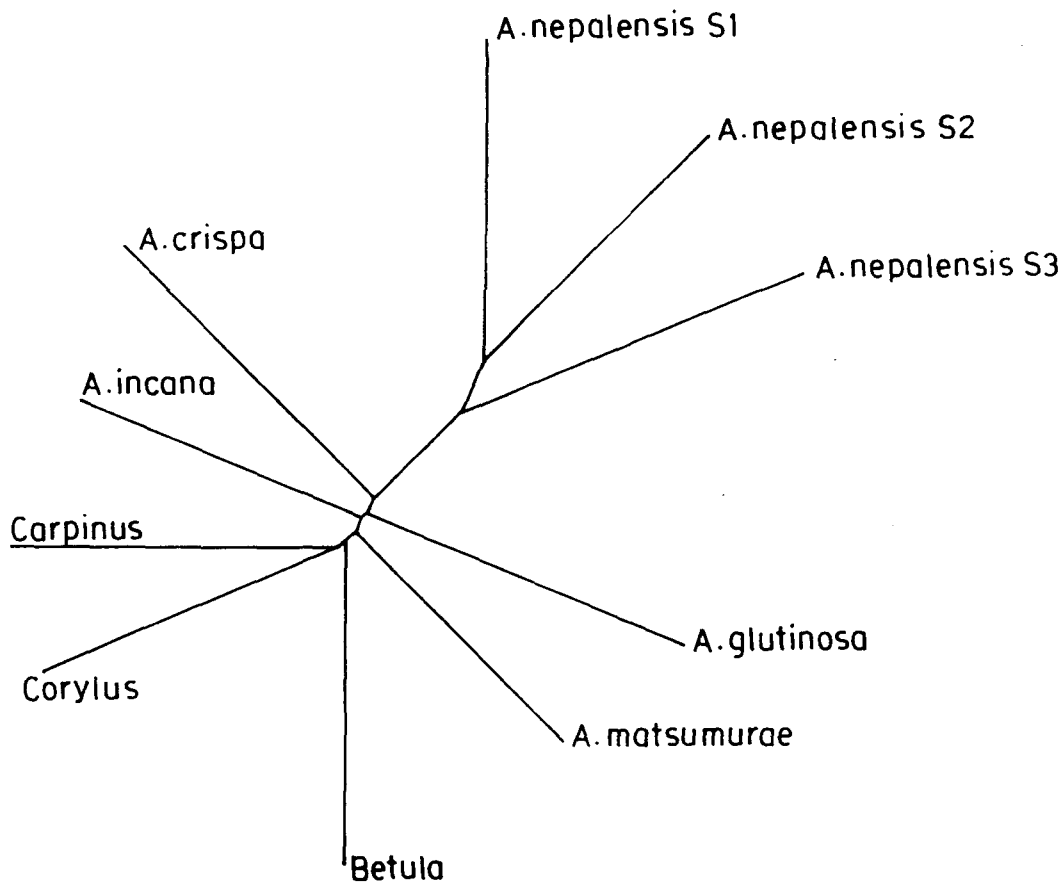 A.nepalensis S1
A.nepalensis S2
A.crispa
A.nepalensis S3
A.incana
Carpinus
A.glutinosa
Corylus
A.matsumurae
Betula